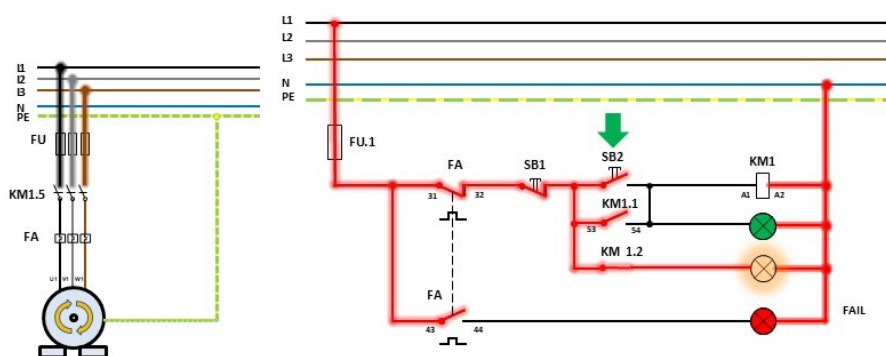 L1
L2
L3
N
PE
FU
KM1.5
FA
U1 V1 W1
L1
L2
L3
N
PE
FU.1
FA
SB1
SB2
KM1
31
32
A1
A2
KM1.1
53
54
KM 1.2
FA
43
44
FAIL